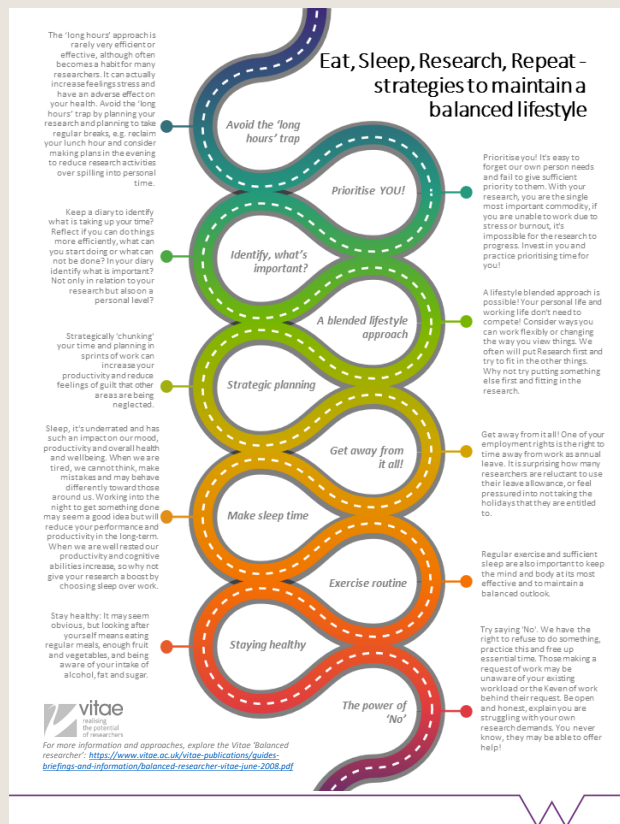 Eat, Sleep, Research, Repeat -
strategies to maintain a
balanced lifestyle
The 'long hours' approach is
rarely very efficient or
effective, although often
becomes a habit for many
researchers. It can actually
increase feelings stress and
have an adverse effect on
your health. Avoid the 'long
hours' trap by planning your
research and planning to take
regular breaks, e.g. reclaim
your lunch hour and consider
making plans in the evening
to reduce research activities
over spilling into personal
time.
Avoid the 'long
hours' trap
Prioritise YOU!
Prioritise you! It's easy to
forget our own person needs
and fail to give sufficient
priority to them. With your
research, you are the single
most important commodity, if
you are unable to work due to
stress or burnout, it's
impossible for the research to
progress. Invest in you and
practice prioritising time for
you!
Keep a diary to identify
what is taking up your time?
Reflect if you can do things
more efficiently, what can
you start doing or what can
not be done? In your diary
identify what is important?
Not only in relation to your
research but also on a
personal level?
Identify, what's
important?
A blended lifestyle
approach
A lifestyle blended approach is
possible! Your personal life and
working life don't need to
compete! Consider ways you
can work flexibly or changing
the way you view things. We
often will put Research first and
try to fit in the other things.
Why not try putting something
else first and fitting in the
research.
Strategically 'chunking'
your time and planning in
sprints of work can
increase your
productivity and reduce
feelings of guilt that other
areas are being
neglected.
Strategic planning
Get away from
it all!
Get away from it all! One of your
employment rights is the right to
time away from work as annual
leave. It is surprising how many
researchers are reluctant to use
their leave allowance, or feel
pressured into not taking the
holidays that they are entitled
to.
Sleep, it's underrated and has
such an impact on our mood,
productivity and overall health
and wellbeing. When we are
tired, we cannot think, make
mistakes and may behave
differently toward those
around us. Working into the
night to get something done
may seem a good idea but will
reduce your performance and
productivity in the long-term.
When we are well rested our
productivity and cognitive
abilities increase, so why not
give your research a boost by
choosing sleep over work.
Make sleep time
Exercise routine
Regular exercise and sufficient
sleep are also important to keep
the mind and body at its most
effective and to maintain a
balanced outlook.
Stay healthy: It may seem
obvious, but looking after
yourself means eating
regular meals, enough fruit
and vegetables, and being
aware of your intake of
alcohol, fat and sugar.
Staying healthy
The power of
'No'
Try saying 'No'. We have the
right to refuse to do something,
practice this and free up
essential time. Those making a
request of work may be
unaware of your existing
workload or the Keven of work
behind their request. Be open
and honest, explain you are
struggling with your own
research demands. You never
know, they may be able to offer
help!
vitae
realising
the potential
of researchers
For more information and approaches, explore the Vitae 'Balanced
researcher': https://www.vitae.ac.uk/vitae-publications/guides-
briefings-and-information/balanced-researcher-vitae-june-2008.pdf